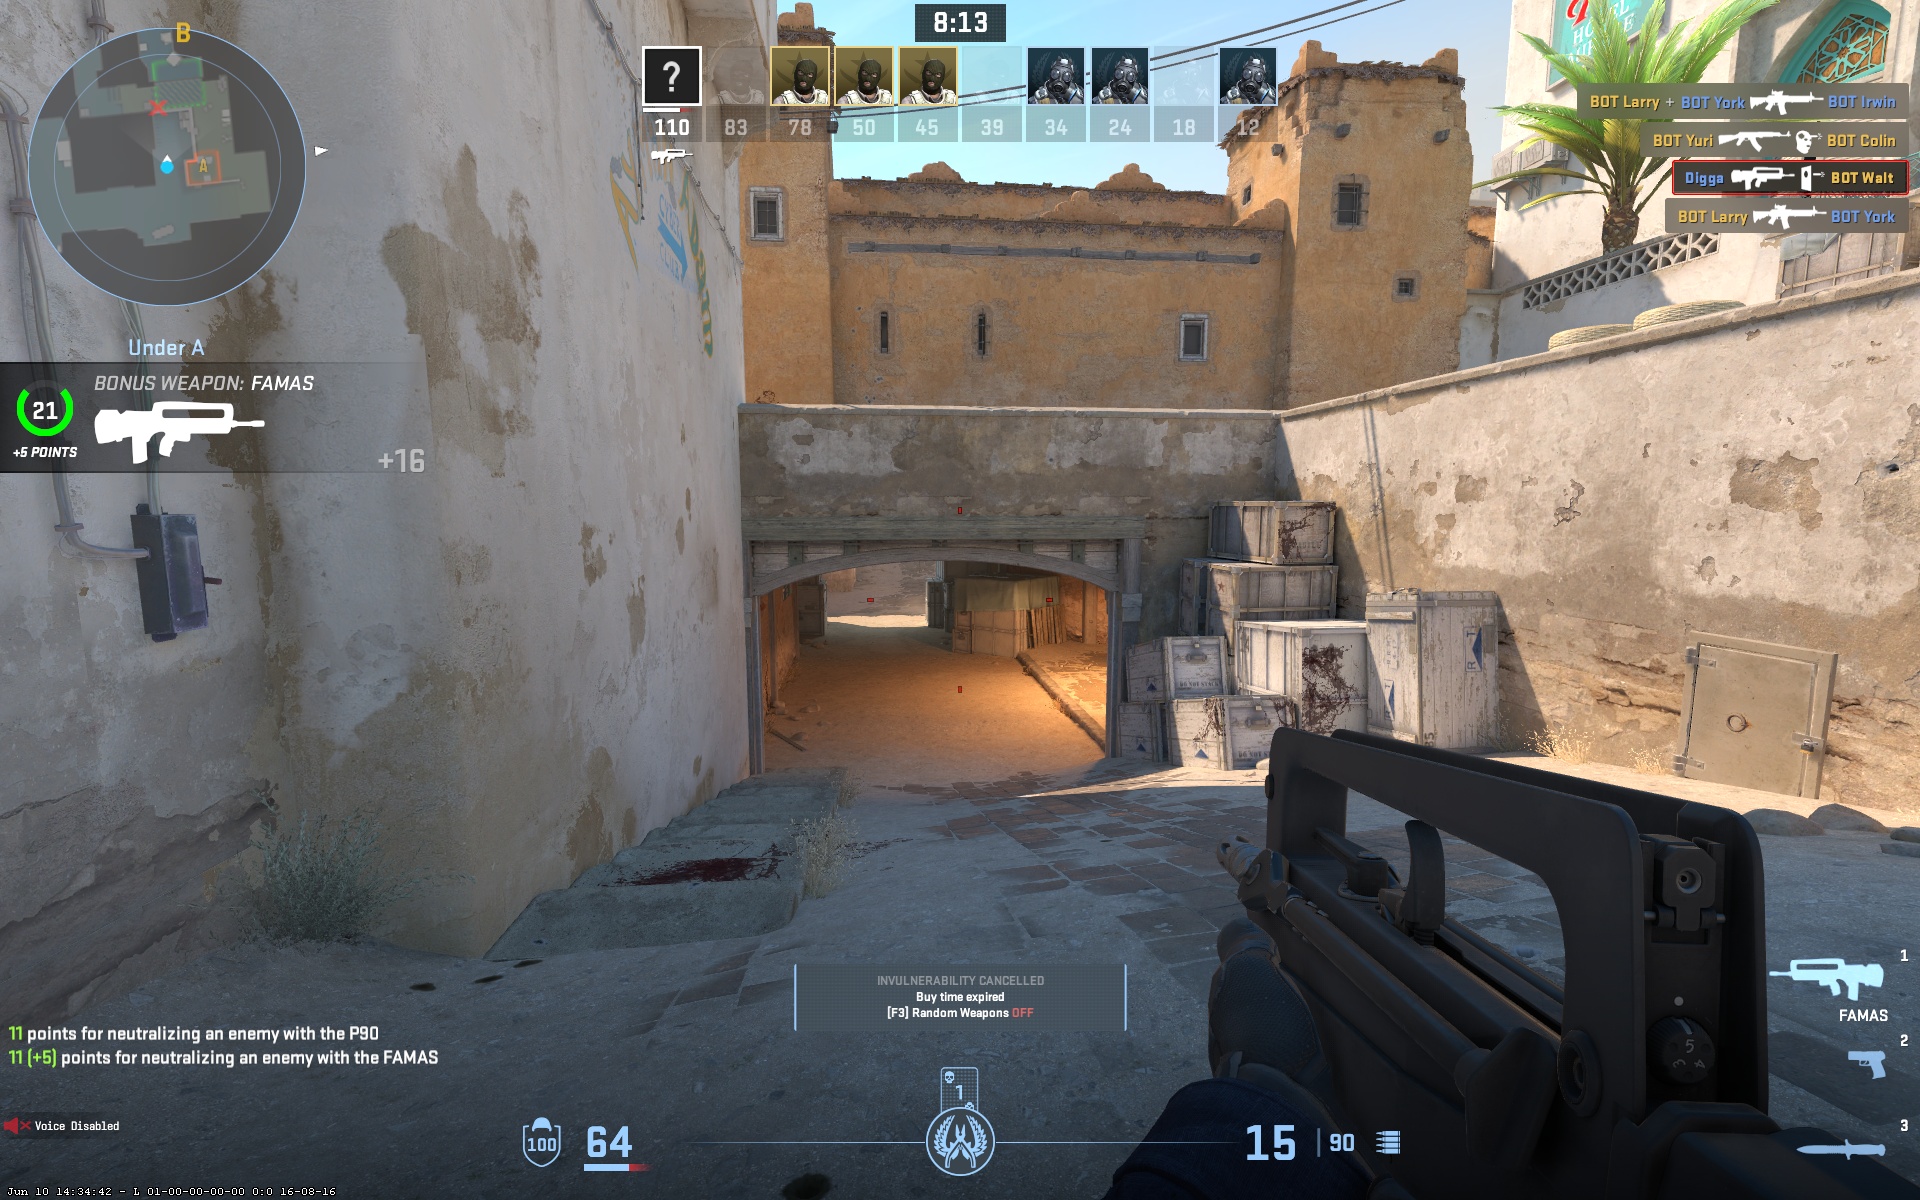 B
8:13
?
110 83 78 50 45 39 34 24 18 12
BOT Larry + BOT York BOT Irwin
BOT Yuri BOT Colin
Digga BOT Walt
BOT Larry BOT York
A
Under A
BONUS WEAPON: FAMAS
21
+5 POINTS
+16
INVULNERABILITY CANCELLED
Buy time expired
[F3] Random Weapons OFF
1
FAMAS
2
3
11 points for neutralizing an enemy with the P90
11 (+5) points for neutralizing an enemy with the FAMAS
Voice Disabled
100 64
1
15 | 90
Jun 10 14:34:42 - L 01-00-00-00-00 0:0 16-08-16